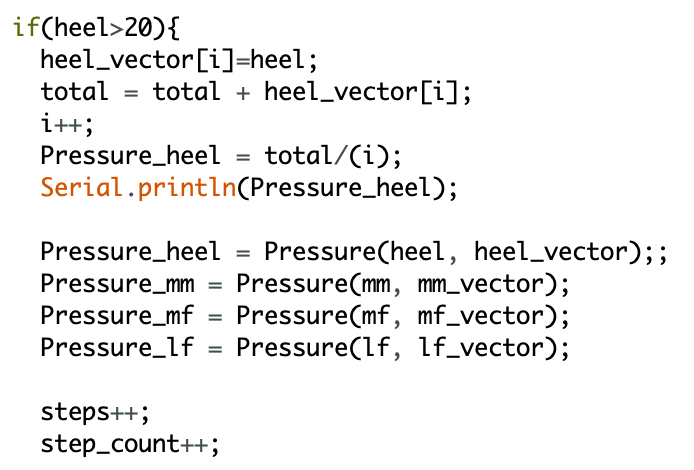 if(heel>20){
heel_vector[i]=heel;
total = total + heel_vector[i];
i++;
Pressure_heel = total/(i);
Serial.println(Pressure_heel);
Pressure_heel = Pressure(heel, heel_vector);;
Pressure_mm = Pressure(mm, mm_vector);
Pressure_mf = Pressure(mf, mf_vector);
Pressure_lf = Pressure(lf, lf_vector);
steps++;
step_count++;